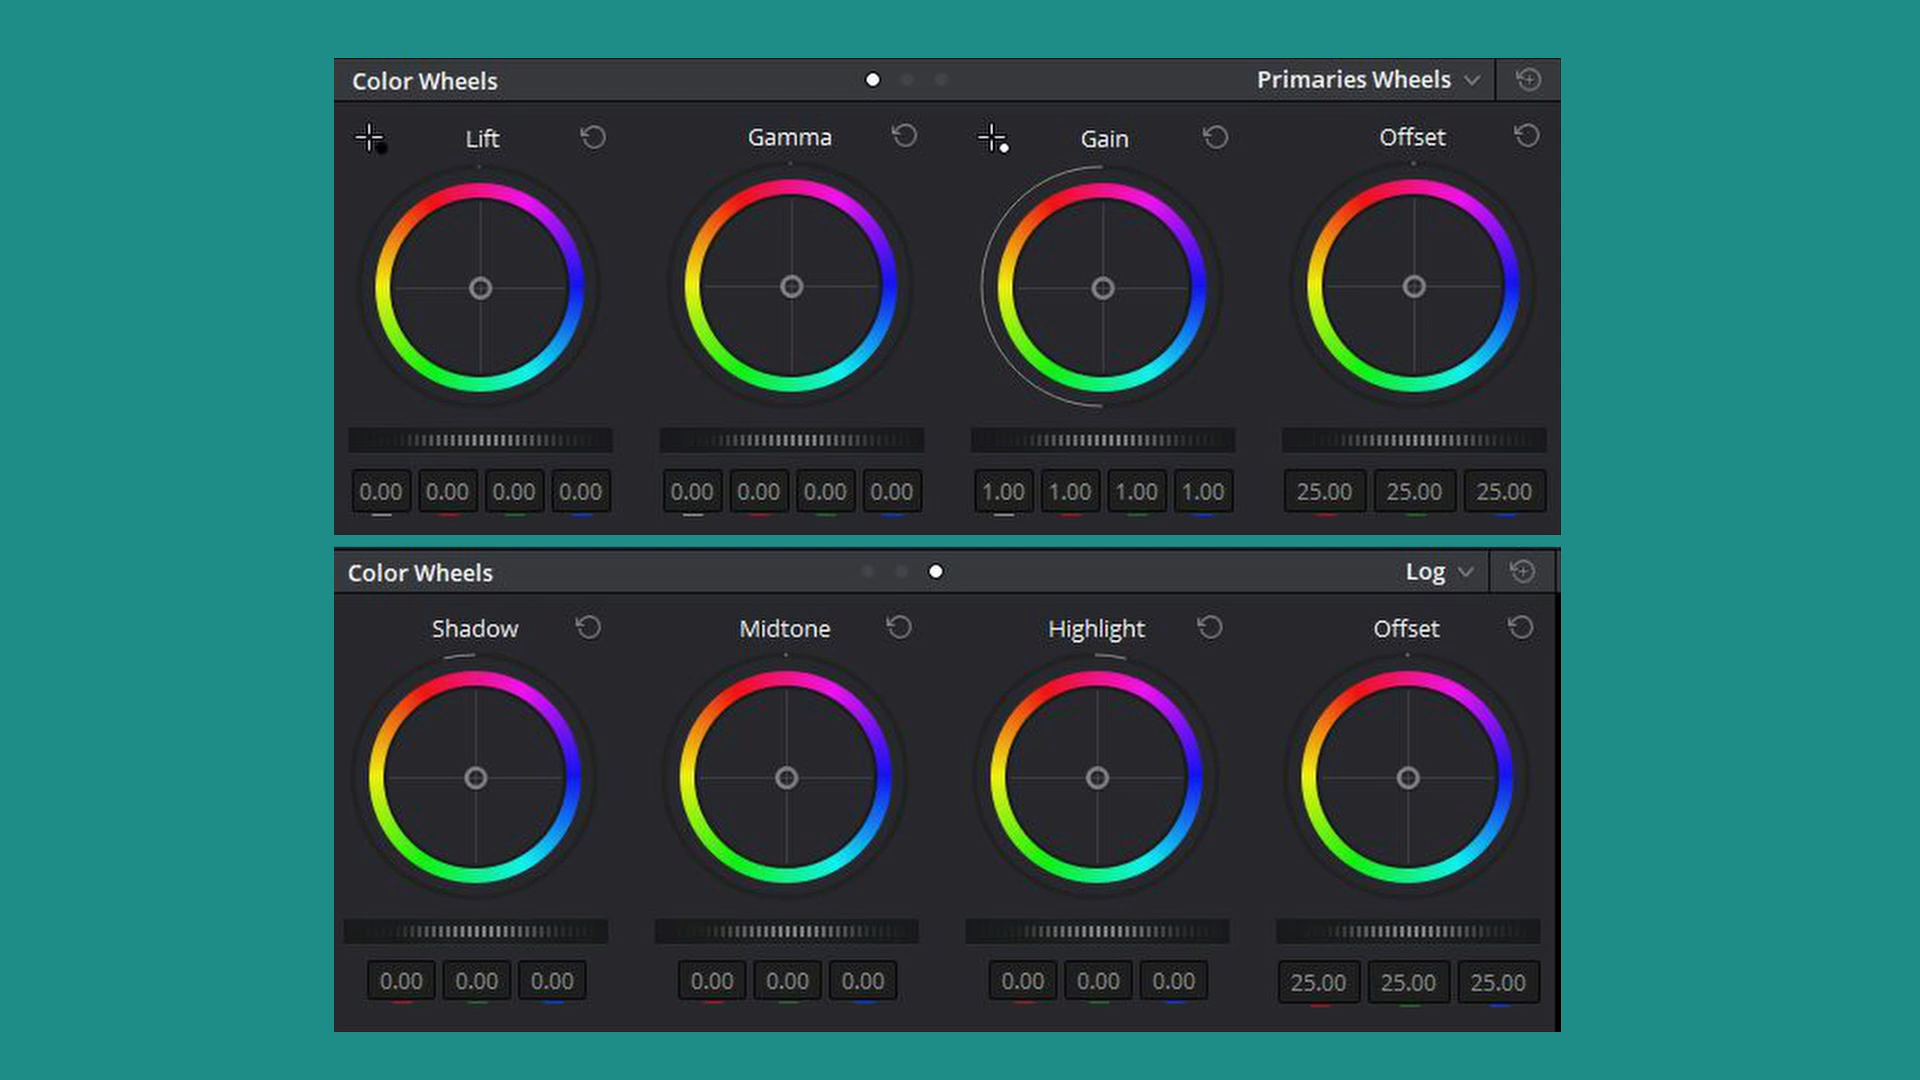 Color Wheels Primaries Wheels
Lift Gamma Gain Offset
0.00 0.00 0.00 0.00 0.00 0.00 0.00 0.00 1.00 1.00 1.00 1.00 25.00 25.00 25.00
Color Wheels Log
Shadow Midtone Highlight Offset
0.00 0.00 0.00 0.00 0.00 0.00 0.00 0.00 0.00 25.00 25.00 25.00